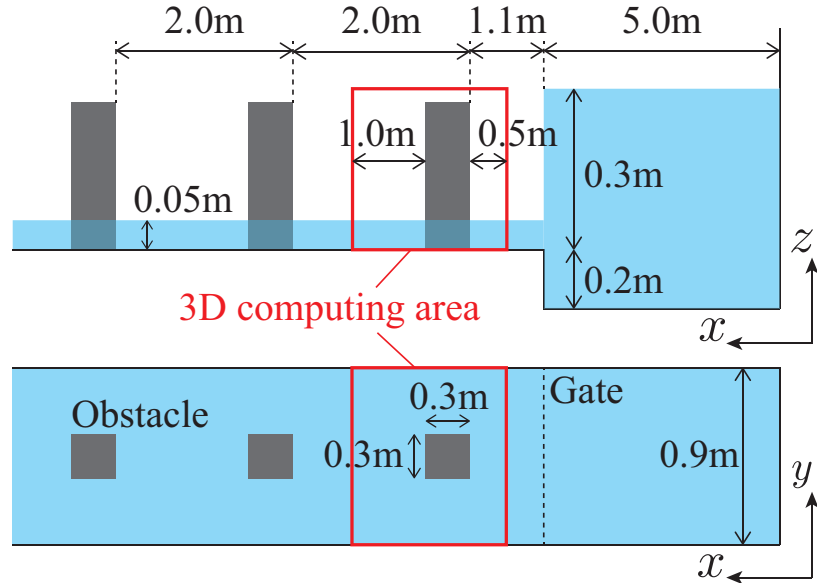 2.0m 2.0m 1.1m 5.0m
1.0m 0.5m
0.05m 0.3m
0.2m
z
x
3D computing area
Obstacle 0.3m Gate
0.3m 0.9m
y
x